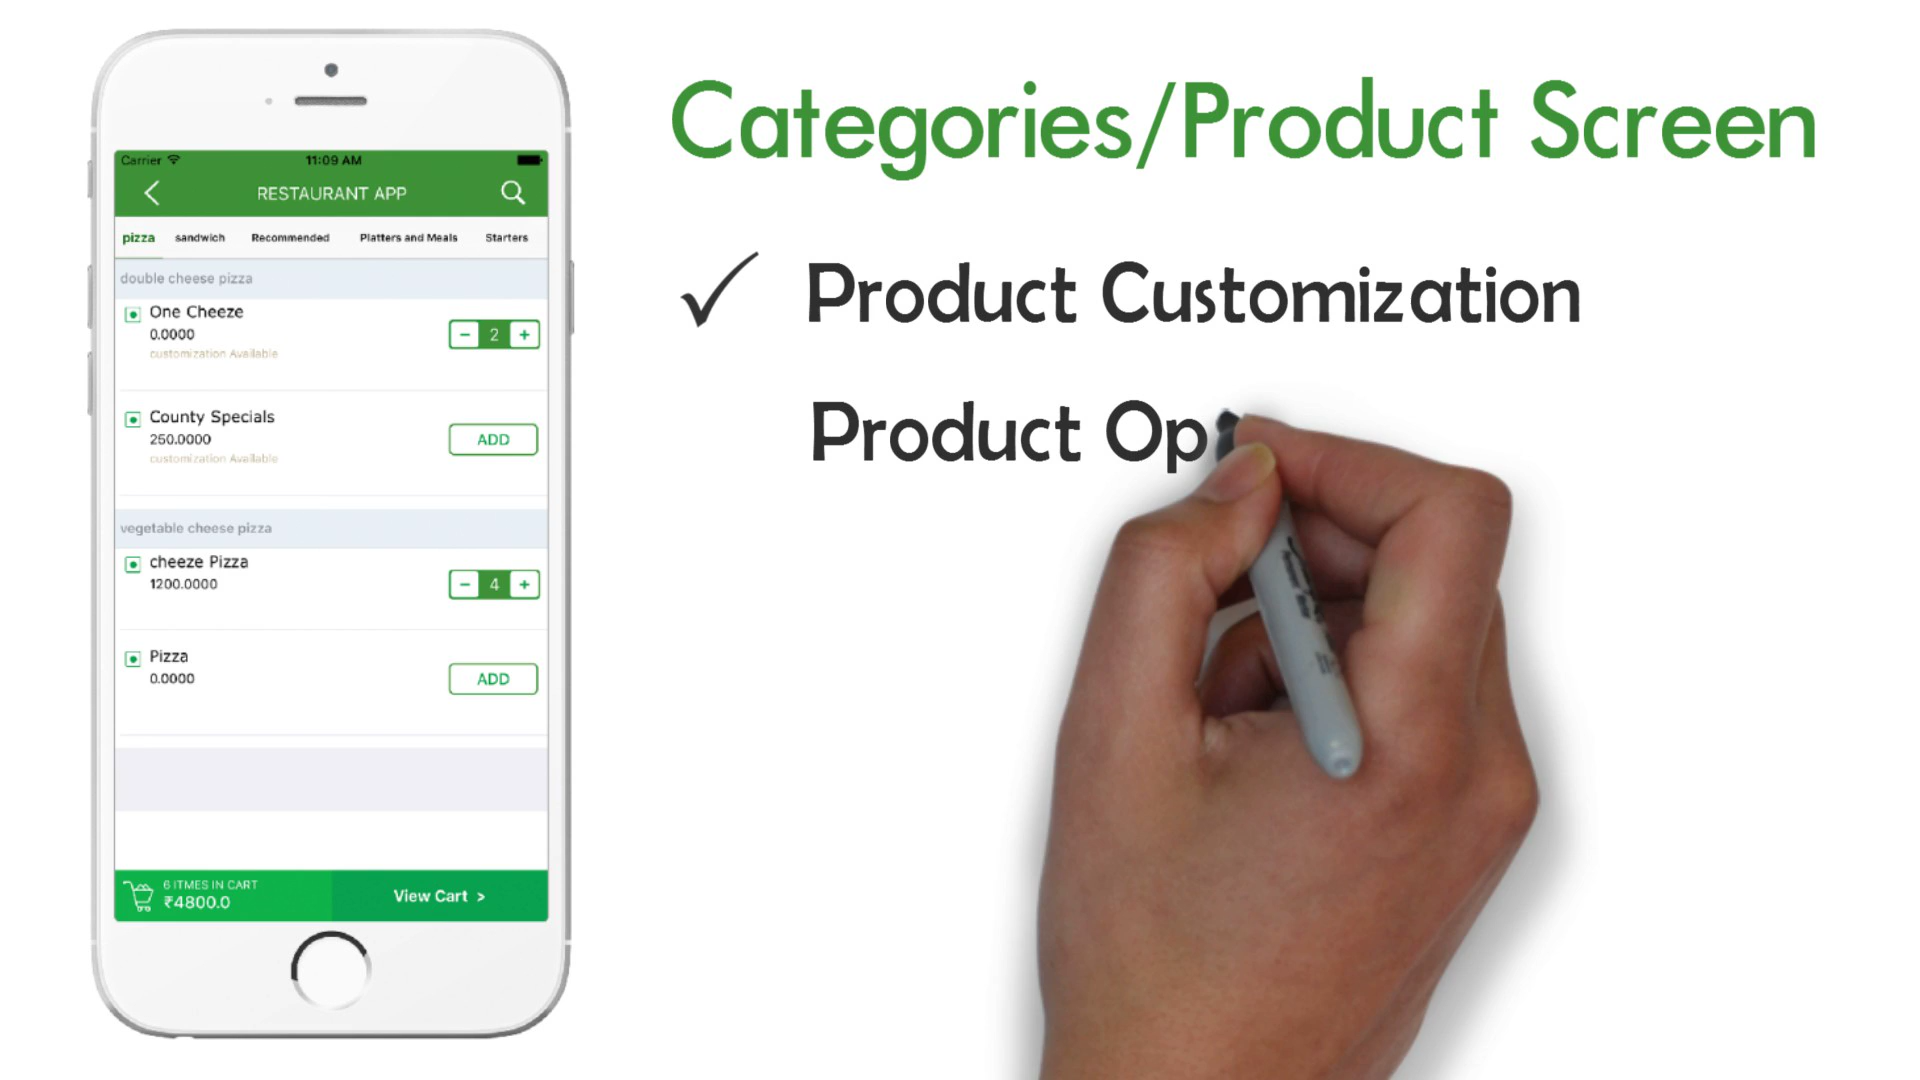 Categories/Product Screen
Product Customization
Product Op
Carrier 11:09 AM
RESTAURANT APP
pizza sandwich Recommended Platters and Meals Starters
double cheese pizza
One Cheeze
0.0000
customization Available
- 2 +
County Specials
250.0000
customization Available
ADD
vegetable cheese pizza
cheeze Pizza
1200.0000
- 4 +
Pizza
0.0000
ADD
6 ITMES IN CART
₹4800.0
View Cart >